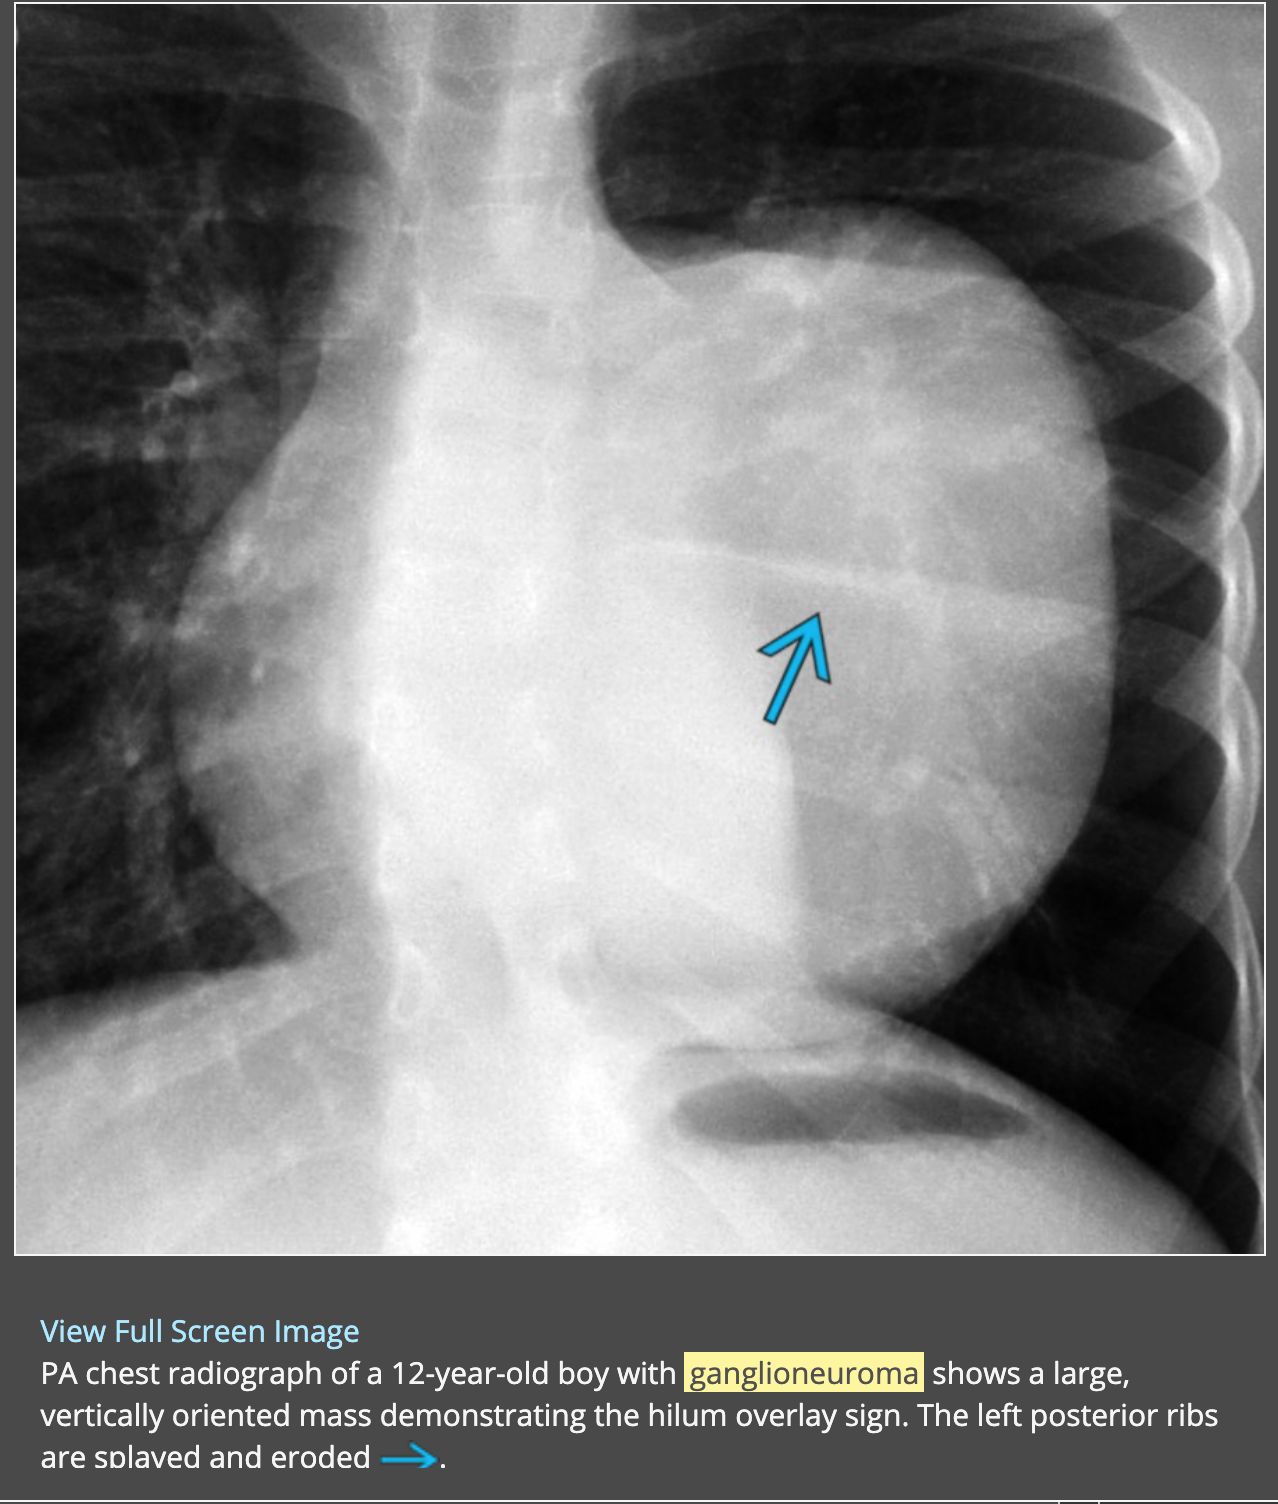 View Full Screen Image
PA chest radiograph of a 12-year-old boy with ganglioneuroma shows a large,
vertically oriented mass demonstrating the hilum overlay sign. The left posterior ribs
are splayed and eroded .